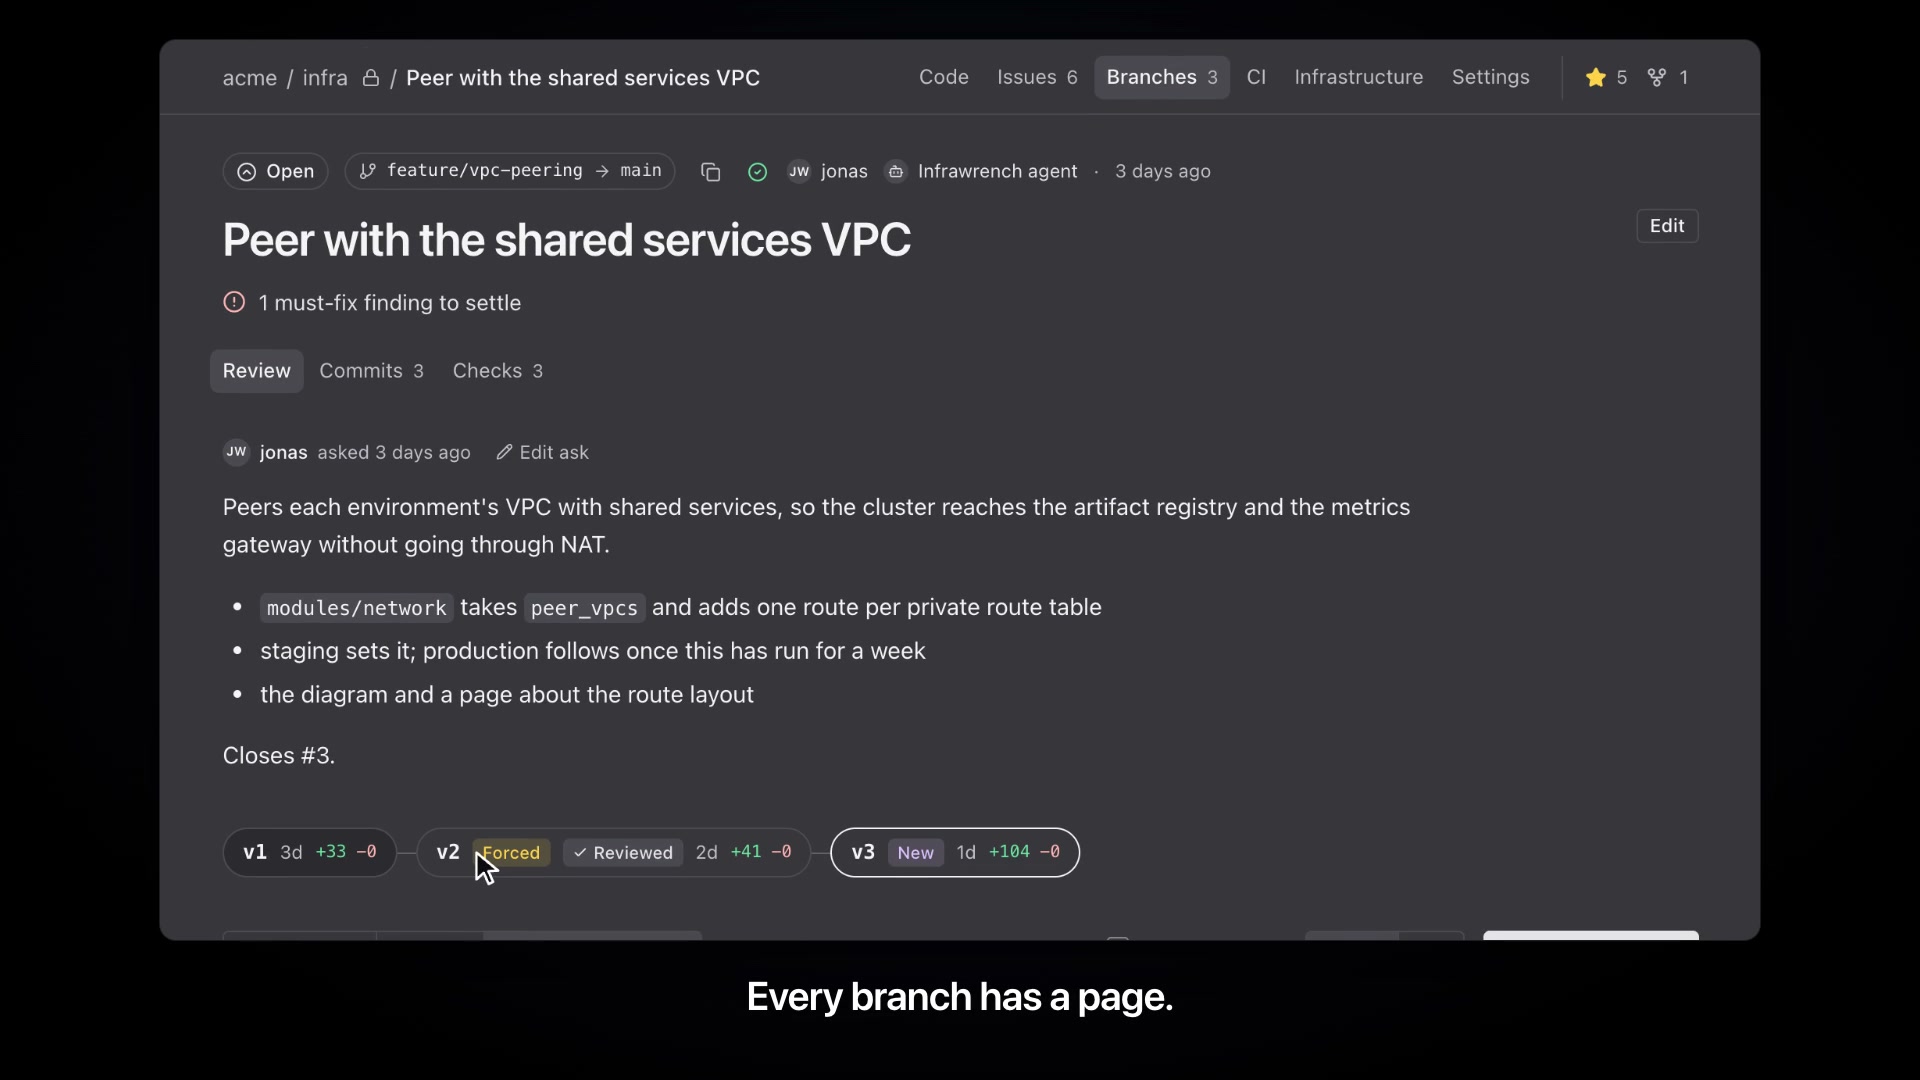 acme / infra / Peer with the shared services VPC
Code Issues 6 Branches 3 CI Infrastructure Settings 5 1
Open feature/vpc-peering → main JW jonas Infrawrench agent · 3 days ago
Peer with the shared services VPC
Edit
1 must-fix finding to settle
Review Commits 3 Checks 3
JW jonas asked 3 days ago Edit ask
Peers each environment's VPC with shared services, so the cluster reaches the artifact registry and the metrics
gateway without going through NAT.
• modules/network takes peer_vpcs and adds one route per private route table
• staging sets it; production follows once this has run for a week
• the diagram and a page about the route layout
Closes #3.
v1 3d +33 −0 v2 Forced ✓ Reviewed 2d +41 −0 v3 New 1d +104 −0
Every branch has a page.